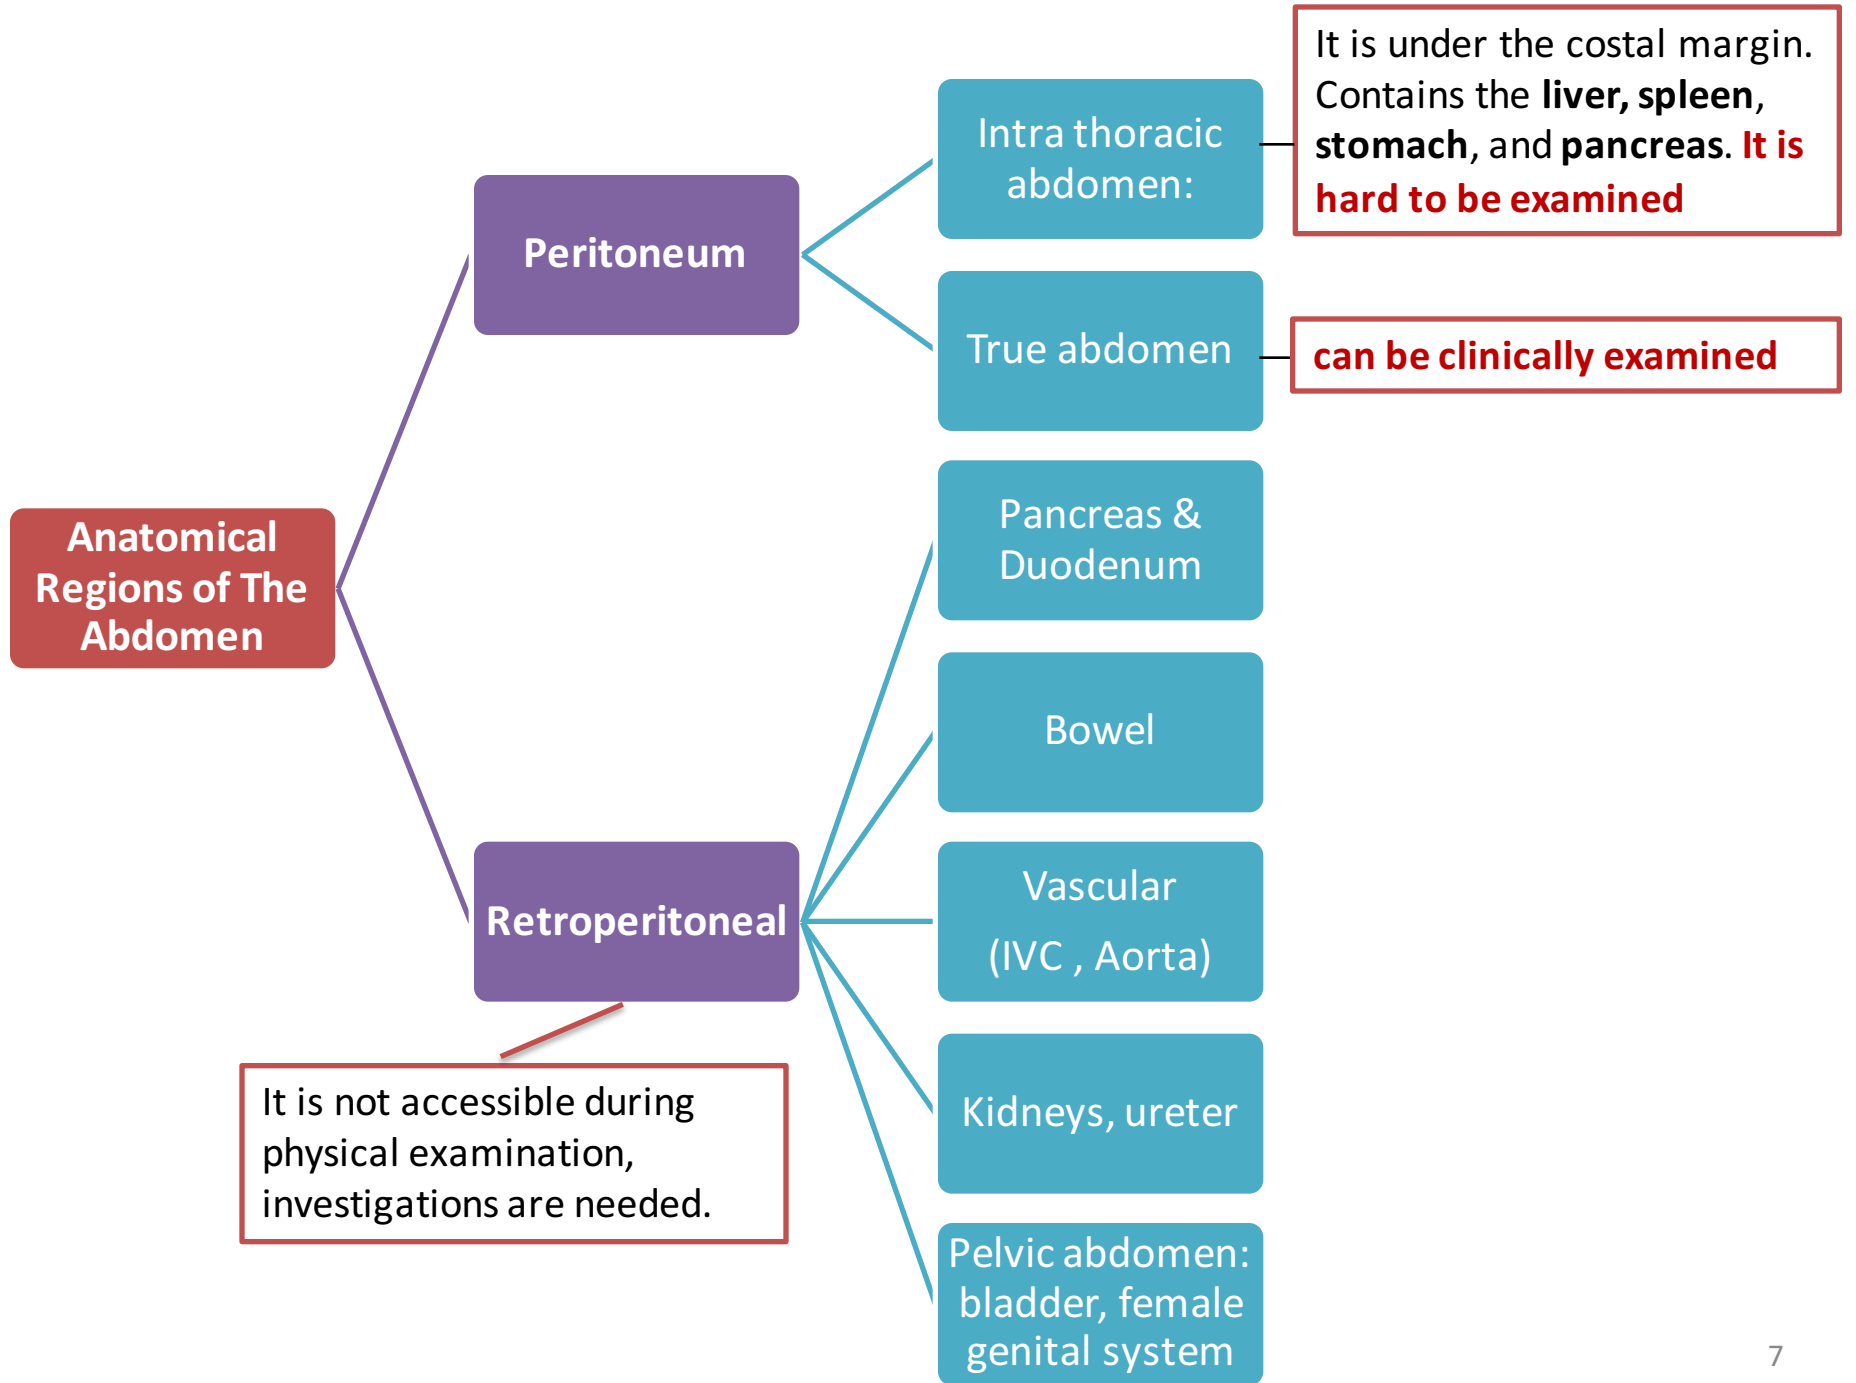 Anatomical
Regions of The
Abdomen
Peritoneum
Intra thoracic
abdomen:
It is under the costal margin.
Contains the liver, spleen,
stomach, and pancreas. It is
hard to be examined
True abdomen
can be clinically examined
Retroperitoneal
It is not accessible during
physical examination,
investigations are needed.
Pancreas &
Duodenum
Bowel
Vascular
(IVC , Aorta)
Kidneys, ureter
Pelvic abdomen:
bladder, female
genital system
7